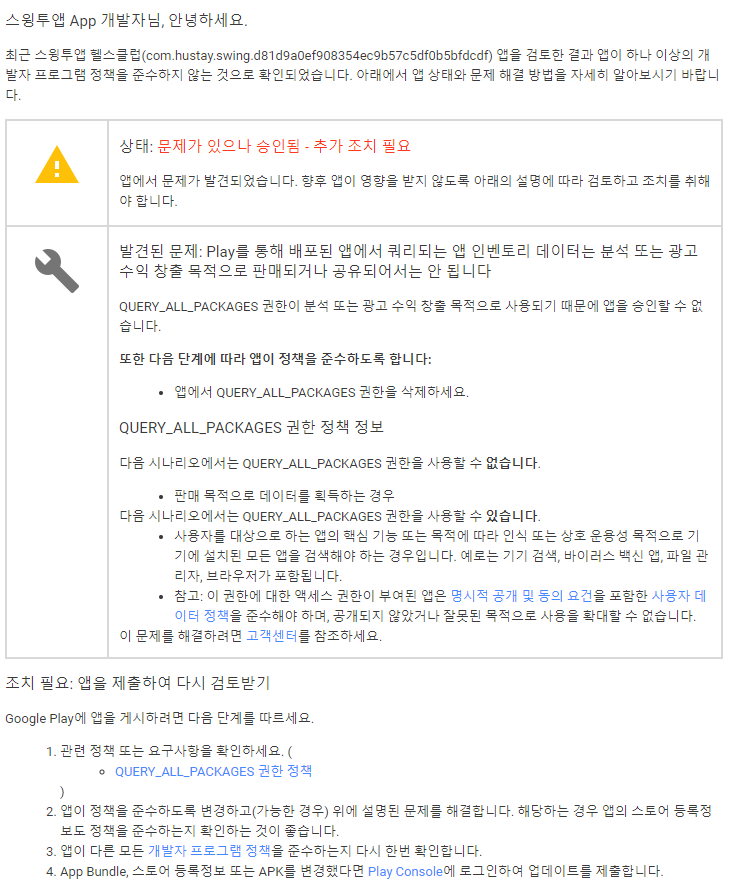 스윙투앱 App 개발자님, 안녕하세요.
최근 스윙투앱 헬스클럽(com.hustay.swing.d81d9a0ef908354ec9b57c5df0b5bfdcdf) 앱을 검토한 결과 앱이 하나 이상의 개
발자 프로그램 정책을 준수하지 않는 것으로 확인되었습니다. 아래에서 앱 상태와 문제 해결 방법을 자세히 알아보시기 바랍니
다.
상태: 문제가 있으나 승인됨 - 추가 조치 필요
앱에서 문제가 발견되었습니다. 향후 앱이 영향을 받지 않도록 아래의 설명에 따라 검토하고 조치를 취해
야 합니다.
발견된 문제: Play를 통해 배포된 앱에서 쿼리되는 앱 인벤토리 데이터는 분석 또는 광고
수익 창출 목적으로 판매되거나 공유되어서는 안 됩니다
QUERY_ALL_PACKAGES 권한이 분석 또는 광고 수익 창출 목적으로 사용되기 때문에 앱을 승인할 수 없
습니다.
또한 다음 단계에 따라 앱이 정책을 준수하도록 합니다:
• 앱에서 QUERY_ALL_PACKAGES 권한을 삭제하세요.
QUERY_ALL_PACKAGES 권한 정책 정보
다음 시나리오에서는 QUERY_ALL_PACKAGES 권한을 사용할 수 없습니다.
• 판매 목적으로 데이터를 획득하는 경우
다음 시나리오에서는 QUERY_ALL_PACKAGES 권한을 사용할 수 있습니다.
• 사용자를 대상으로 하는 앱의 핵심 기능 또는 목적에 따라 인식 또는 상호 운용성 목적으로 기
기에 설치된 모든 앱을 검색해야 하는 경우입니다. 예로는 기기 검색, 바이러스 백신 앱, 파일 관
리자, 브라우저가 포함됩니다.
• 참고: 이 권한에 대한 액세스 권한이 부여된 앱은 명시적 공개 및 동의 요건을 포함한 사용자 데
이터 정책을 준수해야 하며, 공개되지 않았거나 잘못된 목적으로 사용을 확대할 수 없습니다.
이 문제를 해결하려면 고객센터를 참조하세요.
조치 필요: 앱을 제출하여 다시 검토받기
Google Play에 앱을 게시하려면 다음 단계를 따르세요.
1. 관련 정책 또는 요구사항을 확인하세요. (
◦ QUERY_ALL_PACKAGES 권한 정책
)
2. 앱이 정책을 준수하도록 변경하고(가능한 경우) 위에 설명된 문제를 해결합니다. 해당하는 경우 앱의 스토어 등록정
보도 정책을 준수하는지 확인하는 것이 좋습니다.
3. 앱이 다른 모든 개발자 프로그램 정책을 준수하는지 다시 한번 확인합니다.
4. App Bundle, 스토어 등록정보 또는 APK를 변경했다면 Play Console에 로그인하여 업데이트를 제출합니다.